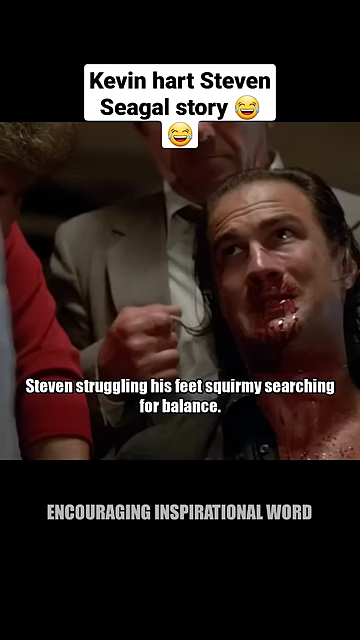 Kevin hart Steven
Seagal story 😂
😂
Steven struggling his feet squirmy searching
for balance.
ENCOURAGING INSPIRATIONAL WORD